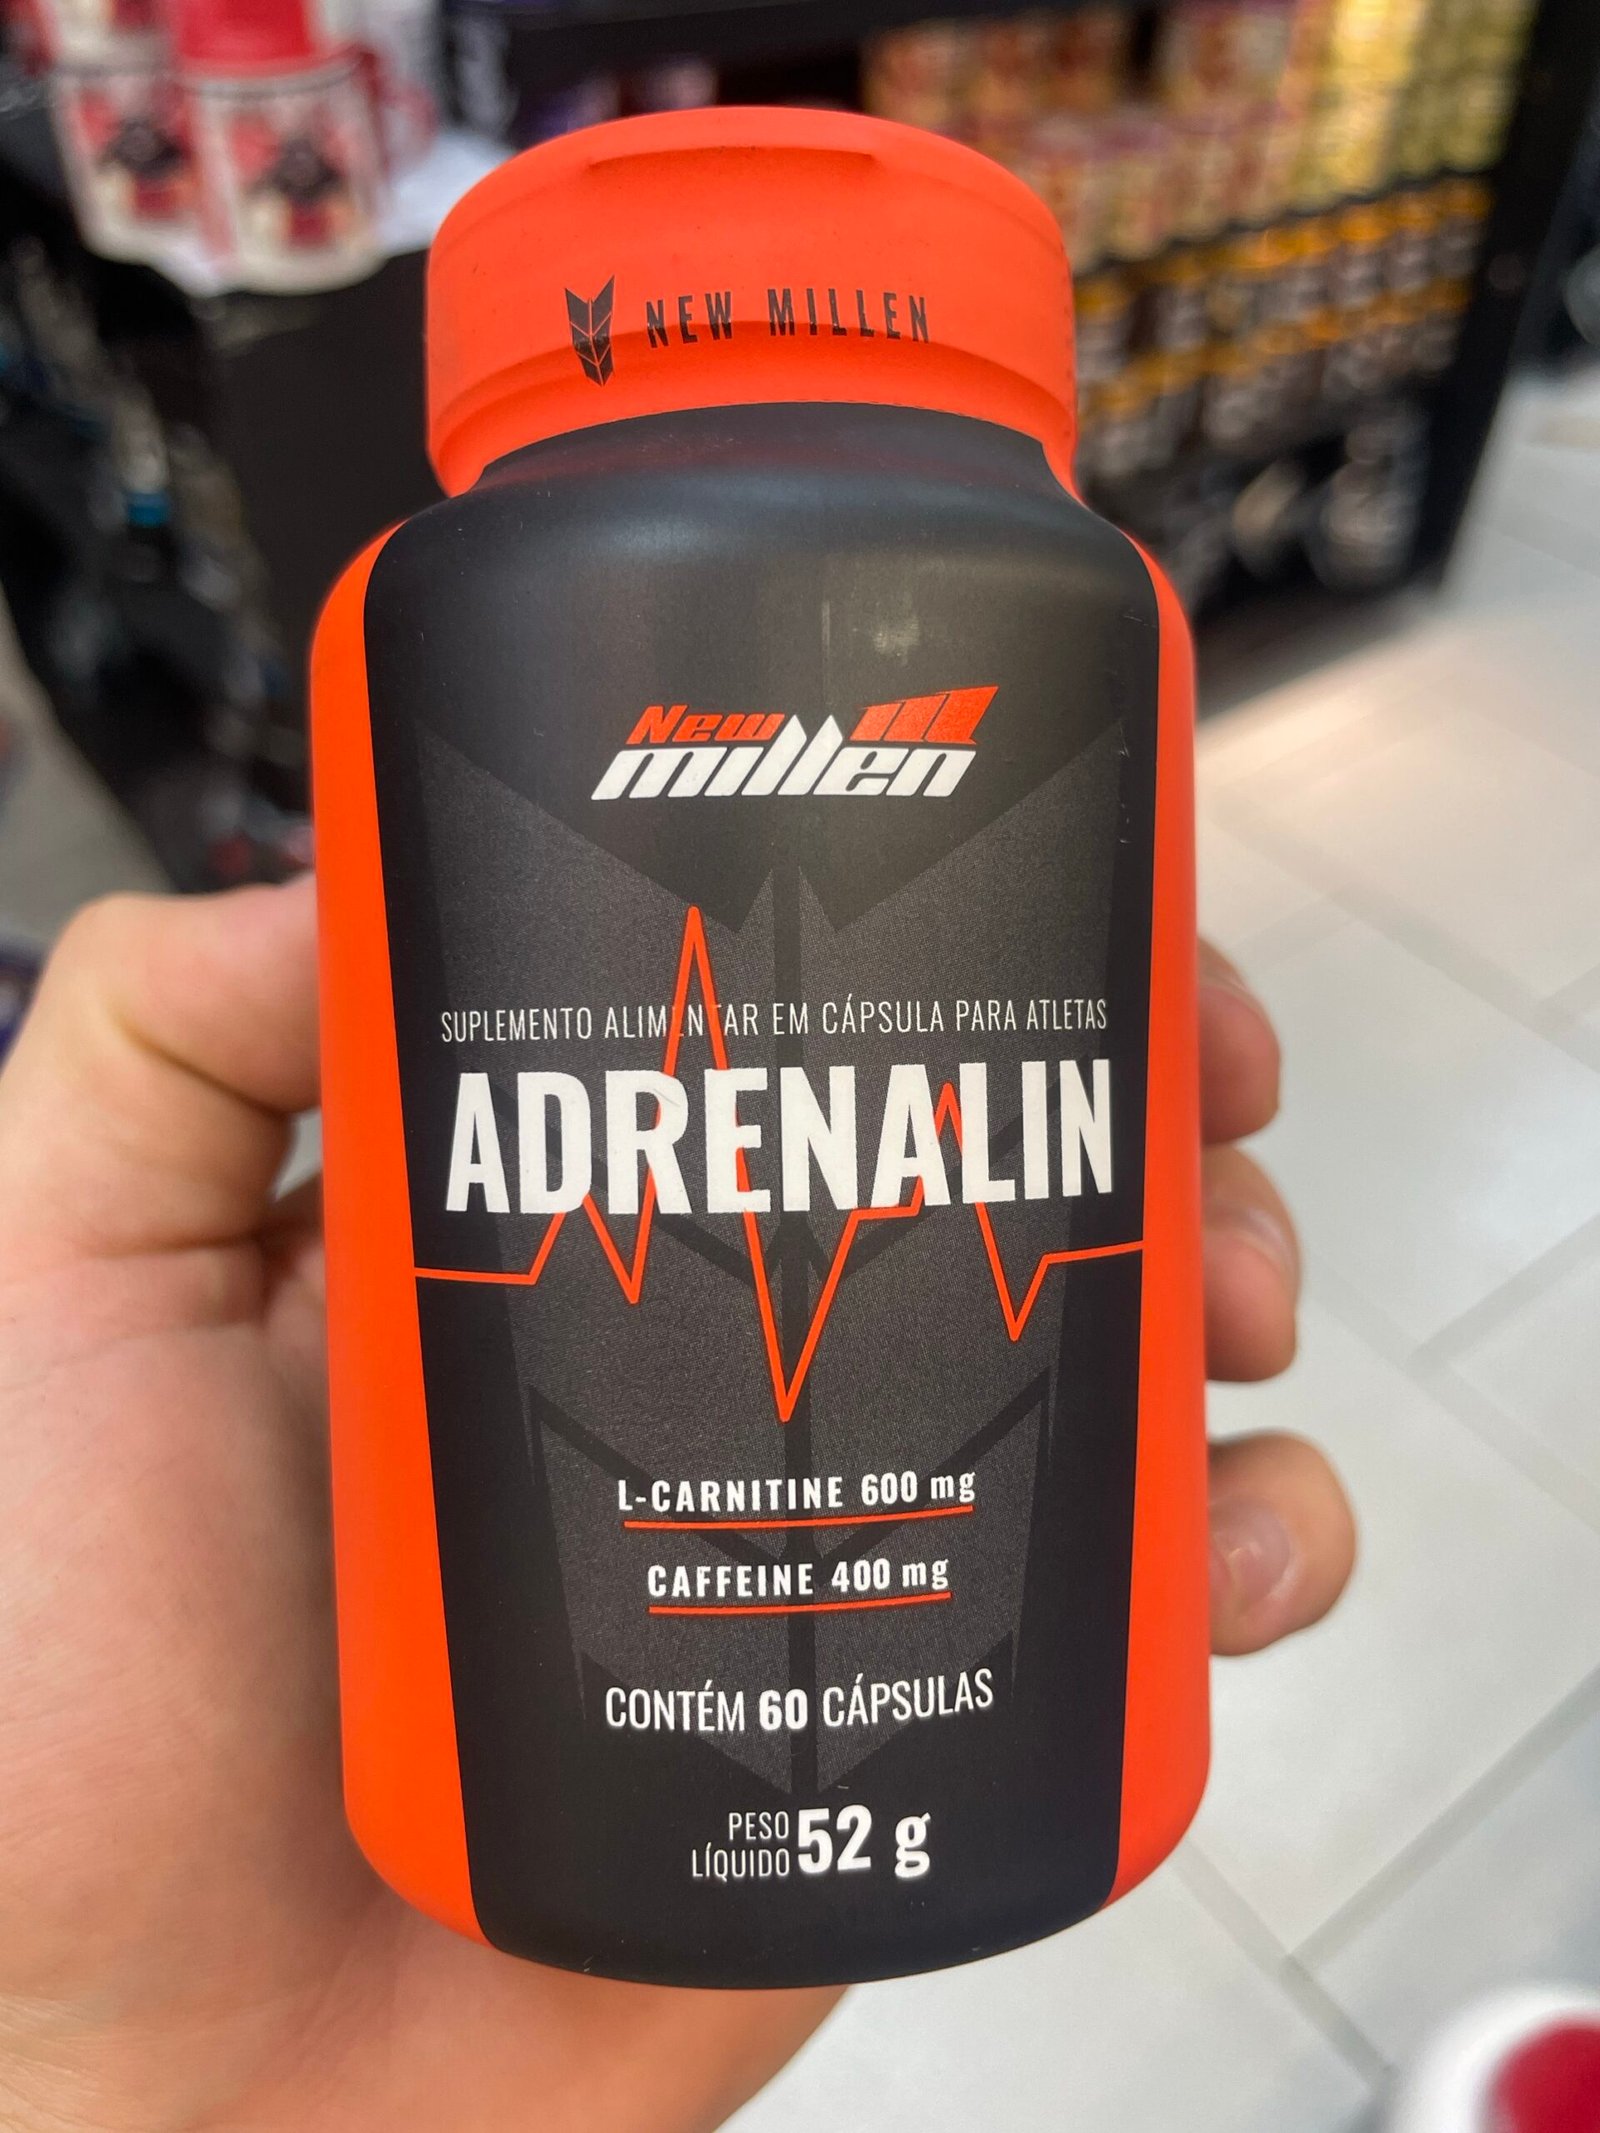 NEW MILLEN
New
millen
SUPLEMENTO ALIMENTAR EM CÁPSULA PARA ATLETAS
ADRENALIN
L-CARNITINE 600 mg
CAFFEINE 400 mg
CONTÉM 60 CÁPSULAS
PESO LÍQUIDO 52 g